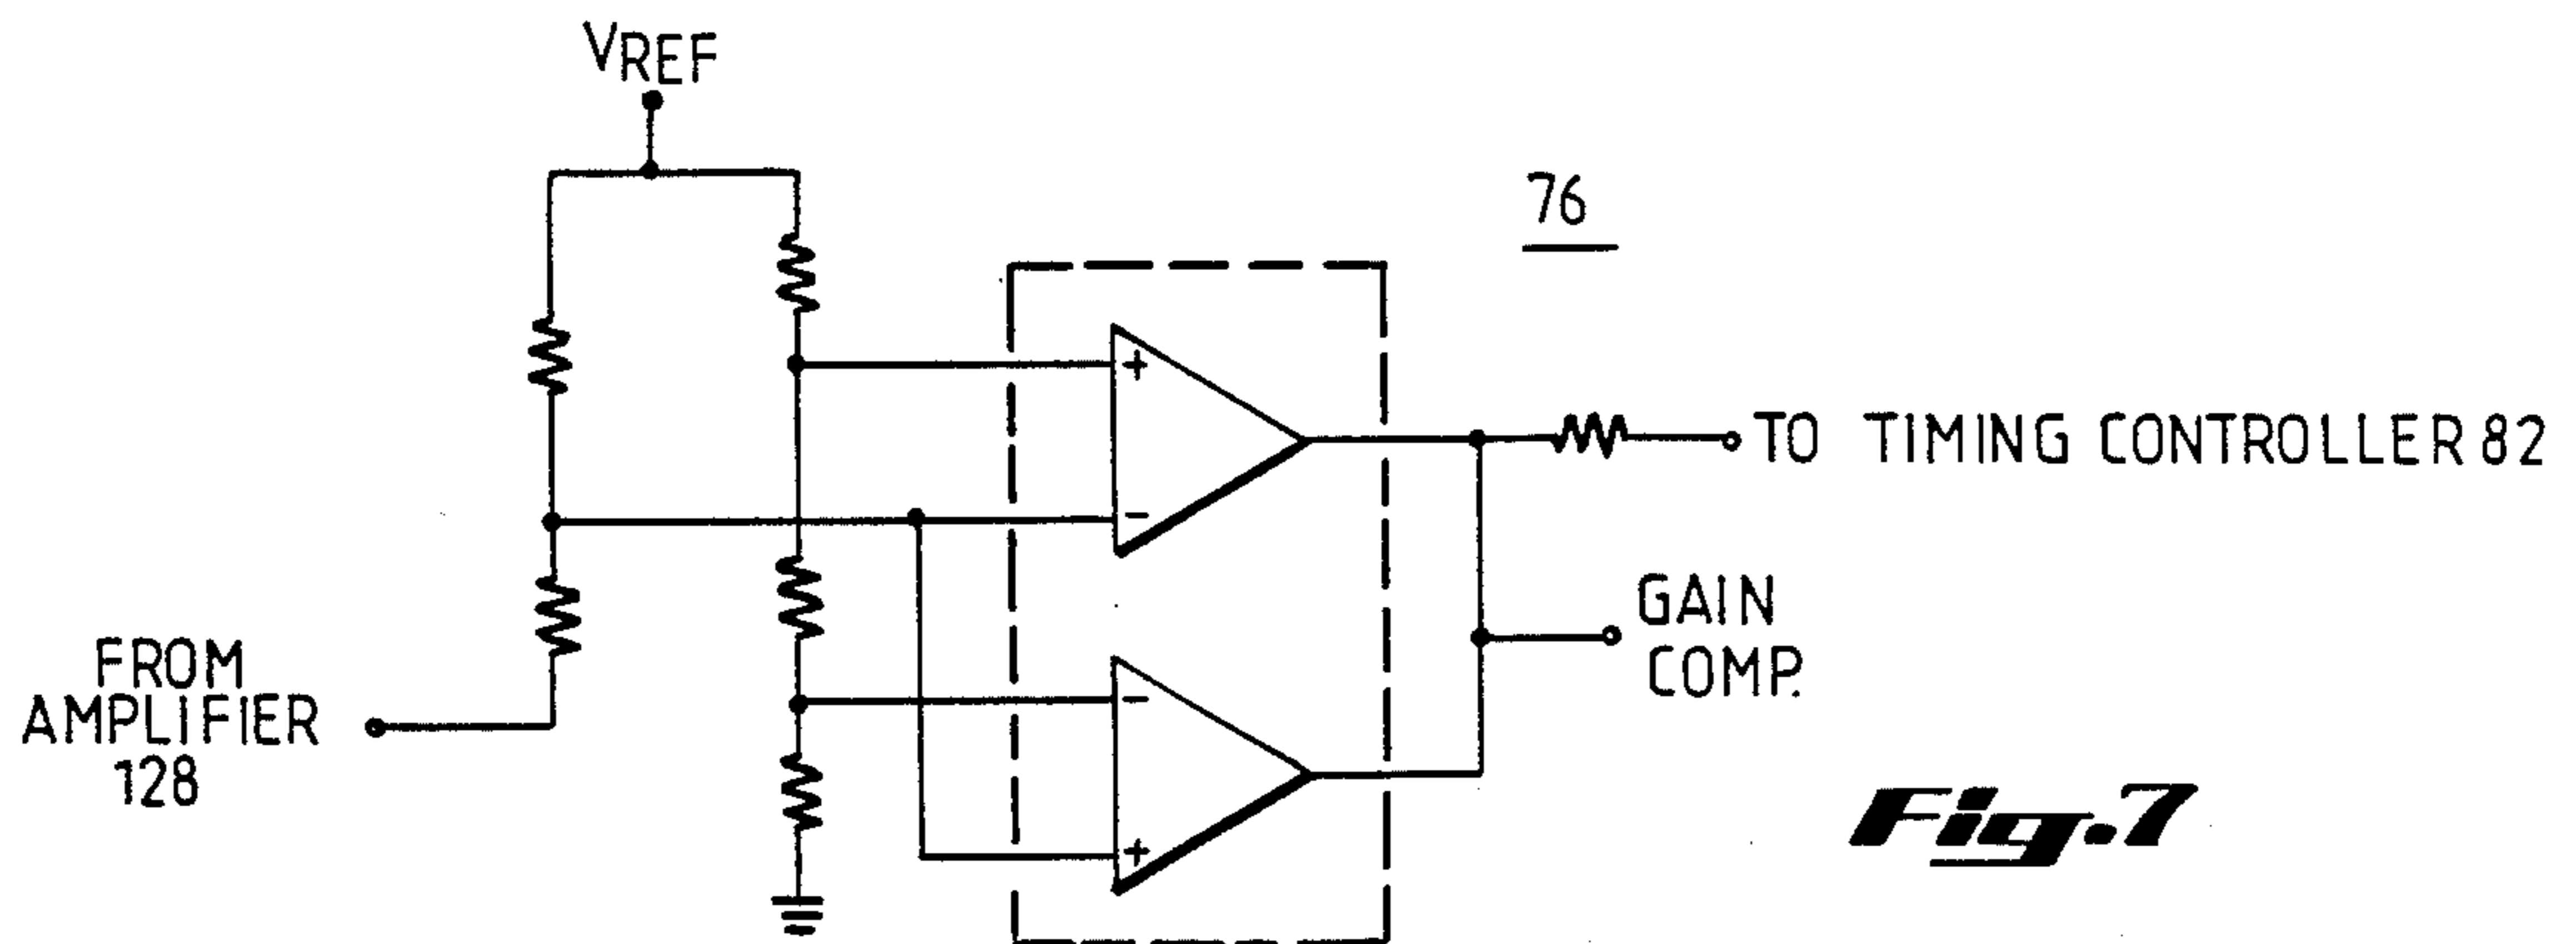 VREF
76
+
-
TO TIMING CONTROLLER 82
GAIN
COMP.
FROM
AMPLIFIER
128
-
+
Fig.7